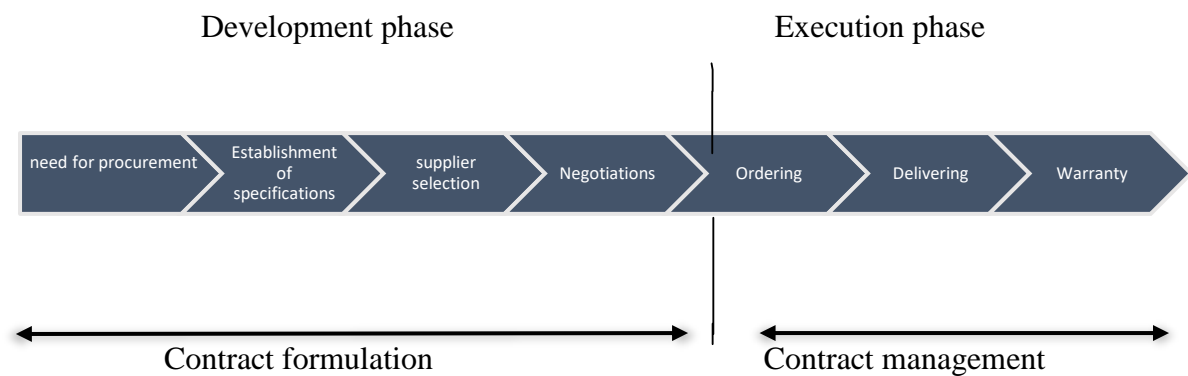 Development phase
Execution phase
need for procurement
Establishment
of
specifications
supplier
selection
Negotiations
Ordering
Delivering
Warranty
Contract formulation
Contract management